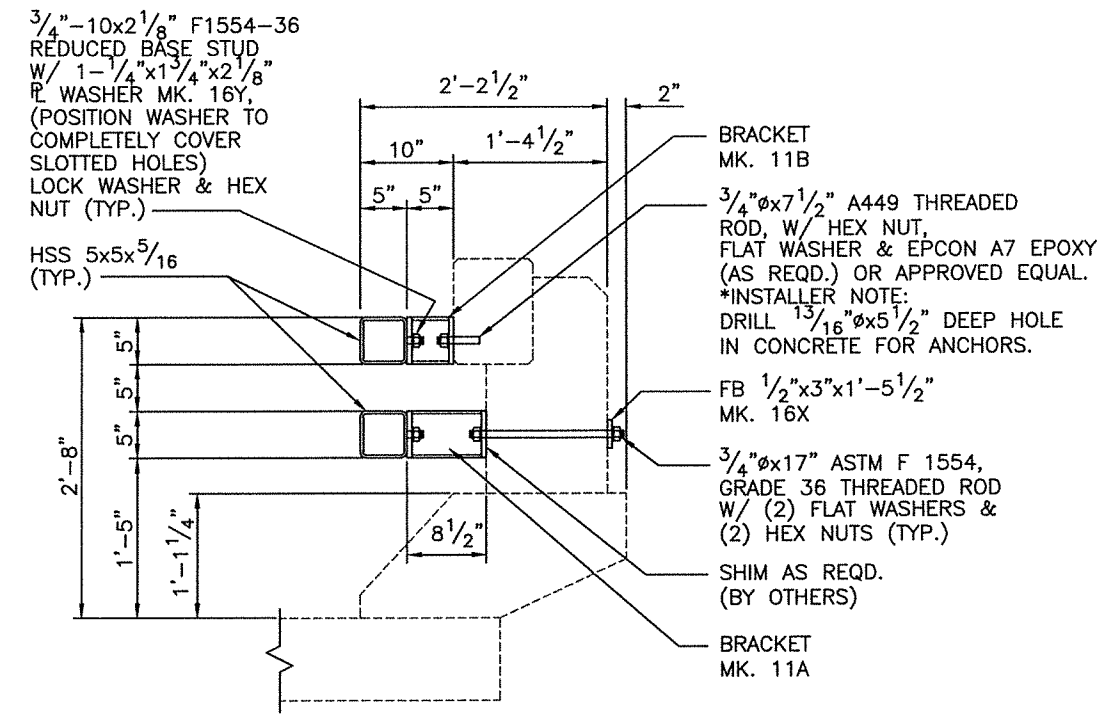 3/4"-10x2 1/8" F1554-36
REDUCED BASE STUD
W/ 1-1/4"x1 3/4"x2 1/8"
PL WASHER MK. 16Y,
(POSITION WASHER TO
COMPLETELY COVER
SLOTTED HOLES)
LOCK WASHER & HEX
NUT (TYP.)
HSS 5x5x5/16
(TYP.)
2'-2 1/2"
2"
10"
1'-4 1/2"
5"
5"
BRACKET
MK. 11B
3/4"øx7 1/2" A449 THREADED
ROD, W/ HEX NUT,
FLAT WASHER & EPCON A7 EPOXY
(AS REQD.) OR APPROVED EQUAL.
*INSTALLER NOTE:
DRILL 13/16"øx5 1/2" DEEP HOLE
IN CONCRETE FOR ANCHORS.
FB 1/2"x3"x1'-5 1/2"
MK. 16X
3/4"øx17" ASTM F 1554,
GRADE 36 THREADED ROD
W/ (2) FLAT WASHERS &
(2) HEX NUTS (TYP.)
SHIM AS REQD.
(BY OTHERS)
BRACKET
MK. 11A
2'-8"
5"
5"
5"
1'-5"
1'-1 1/4"
8 1/2"